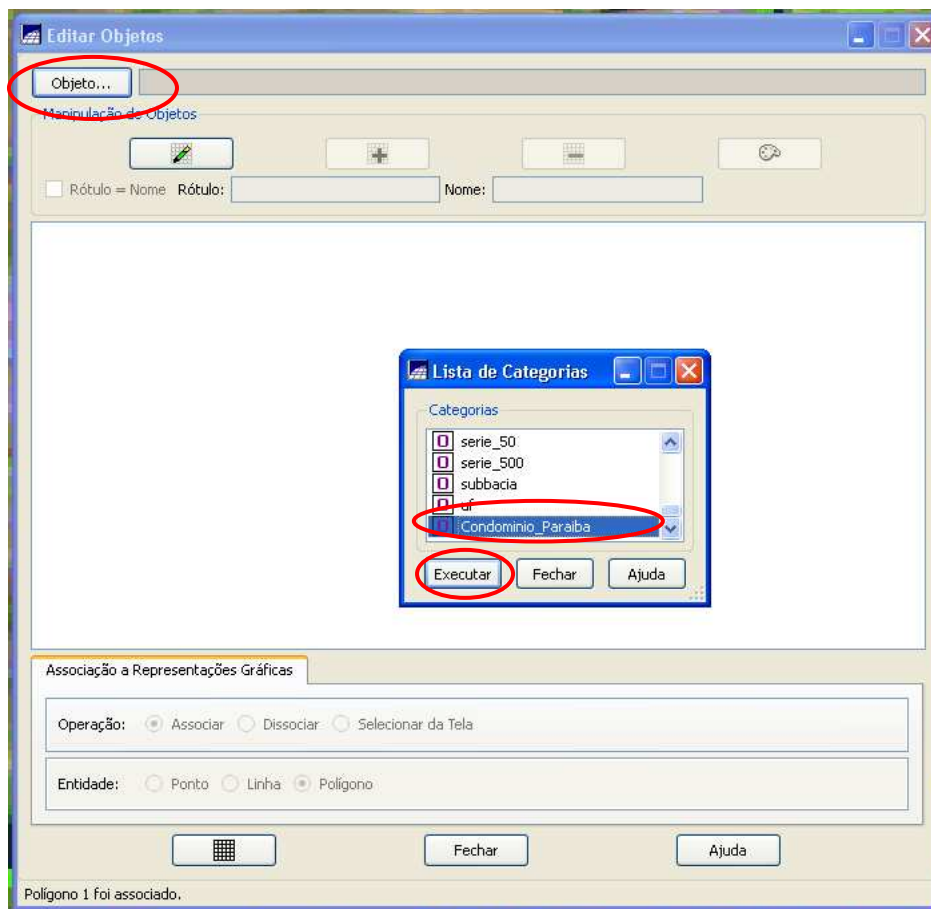 Editar Objetos
Objeto...
Manipulação de Objetos
Rótulo = Nome Rótulo: Nome:
Lista de Categorias
Categorias
serie_50
serie_500
subbacia
uf
Condominio_Paraiba
Executar Fechar Ajuda
Associação a Representações Gráficas
Operação: Associar Dissociar Selecionar da Tela
Entidade: Ponto Linha Polígono
Fechar Ajuda
Polígono 1 foi associado.